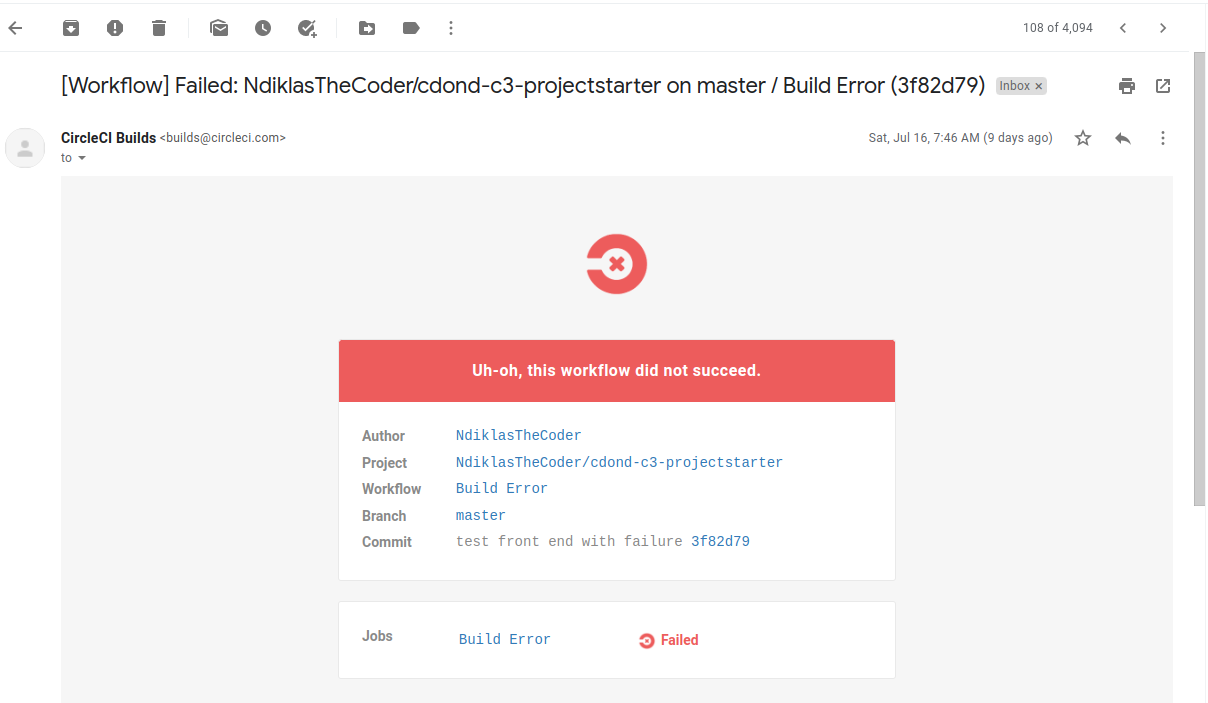 108 of 4,094
[Workflow] Failed: NdiklasTheCoder/cdond-c3-projectstarter on master / Build Error (3f82d79) Inbox ×
CircleCI Builds <builds@circleci.com> Sat, Jul 16, 7:46 AM (9 days ago)
to
Uh-oh, this workflow did not succeed.
Author NdiklasTheCoder
Project NdiklasTheCoder/cdond-c3-projectstarter
Workflow Build Error
Branch master
Commit test front end with failure 3f82d79
Jobs Build Error Failed